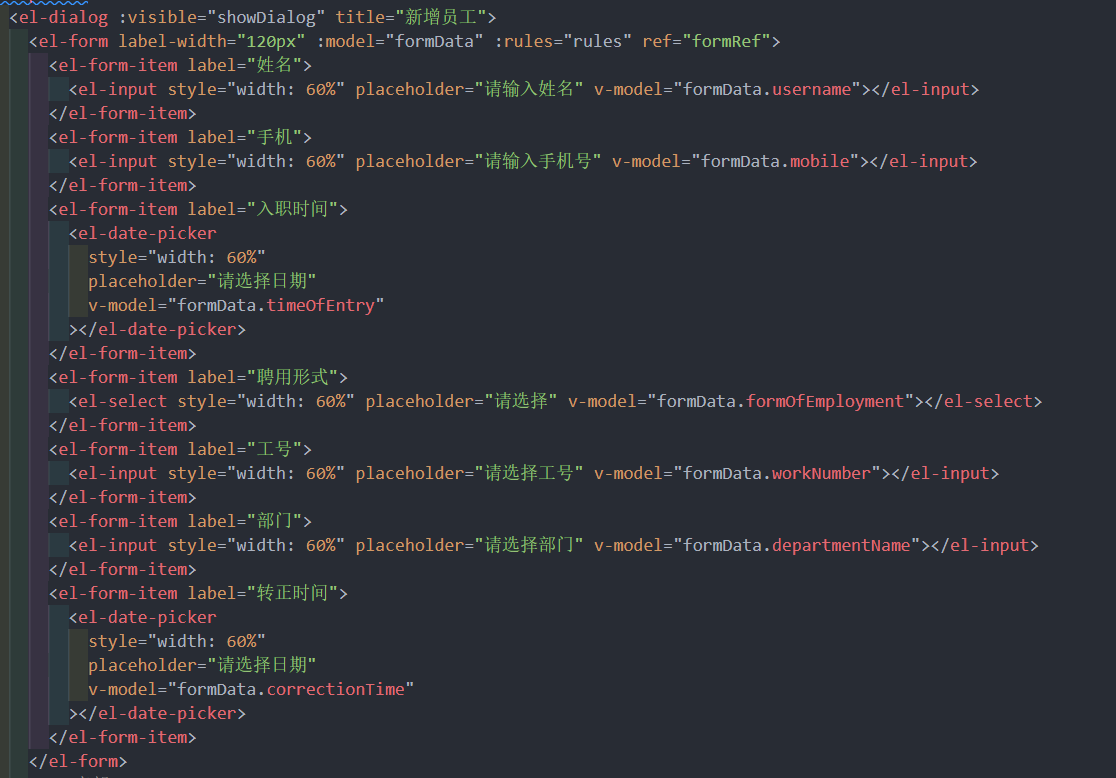 <el-dialog :visible="showDialog" title="新增员工">
<el-form label-width="120px" :model="formData" :rules="rules" ref="formRef">
<el-form-item label="姓名">
<el-input style="width: 60%" placeholder="请输入姓名" v-model="formData.username"></el-input>
</el-form-item>
<el-form-item label="手机">
<el-input style="width: 60%" placeholder="请输入手机号" v-model="formData.mobile"></el-input>
</el-form-item>
<el-form-item label="入职时间">
<el-date-picker
style="width: 60%"
placeholder="请选择日期"
v-model="formData.timeOfEntry"
></el-date-picker>
</el-form-item>
<el-form-item label="聘用形式">
<el-select style="width: 60%" placeholder="请选择" v-model="formData.formOfEmployment"></el-select>
</el-form-item>
<el-form-item label="工号">
<el-input style="width: 60%" placeholder="请选择工号" v-model="formData.workNumber"></el-input>
</el-form-item>
<el-form-item label="部门">
<el-input style="width: 60%" placeholder="请选择部门" v-model="formData.departmentName"></el-input>
</el-form-item>
<el-form-item label="转正时间">
<el-date-picker
style="width: 60%"
placeholder="请选择日期"
v-model="formData.correctionTime"
></el-date-picker>
</el-form-item>
</el-form>